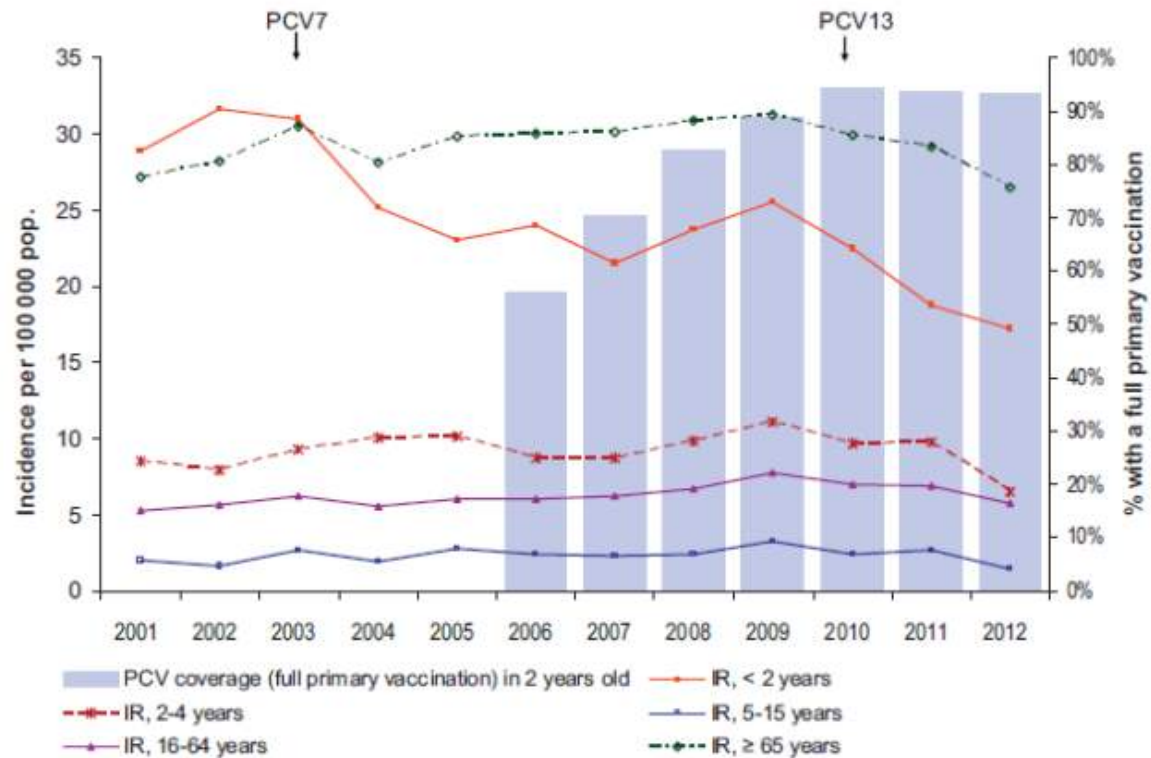 PCV7
PCV13
35
30
25
20
15
10
5
0
Incidence per 100 000 pop.
100%
90%
80%
70%
60%
50%
40%
30%
20%
10%
0%
% with a full primary vaccination
2001 2002 2003 2004 2005 2006 2007 2008 2009 2010 2011 2012
PCV coverage (full primary vaccination) in 2 years old
IR, < 2 years
IR, 2-4 years
IR, 5-15 years
IR, 16-64 years
IR, ≥ 65 years